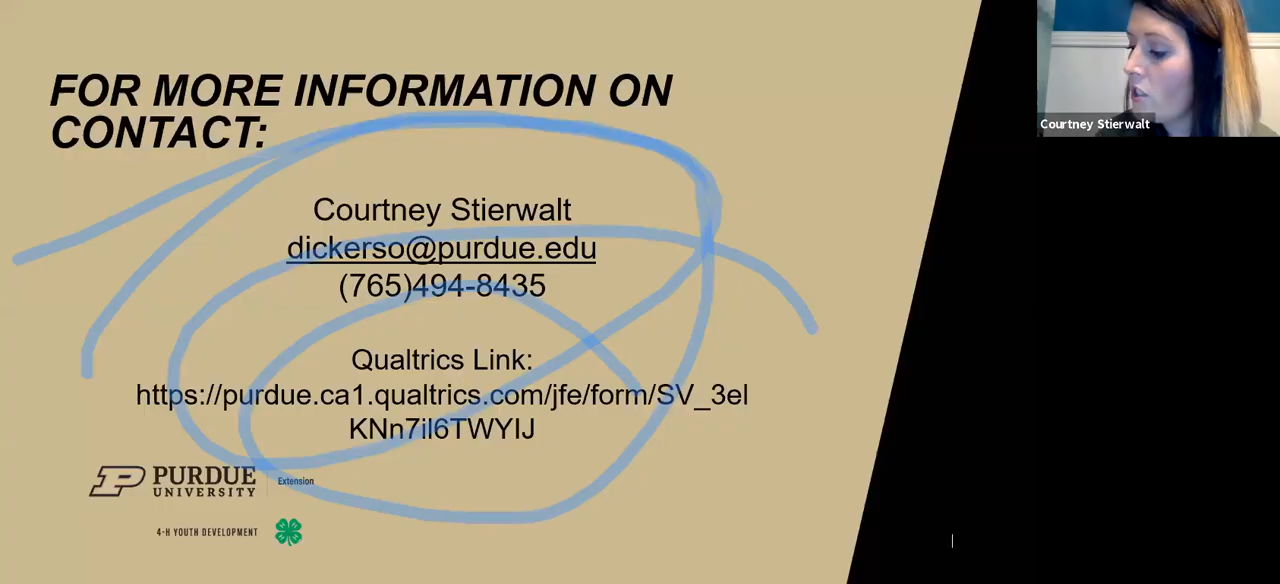 FOR MORE INFORMATION ON
CONTACT:
Courtney Stierwalt
dickerso@purdue.edu
(765)494-8435
Qualtrics Link:
https://purdue.ca1.qualtrics.com/jfe/form/SV_3el
KNn7il6TWYIJ
PURDUE
UNIVERSITY
Extension
4-H YOUTH DEVELOPMENT
Courtney Stierwalt